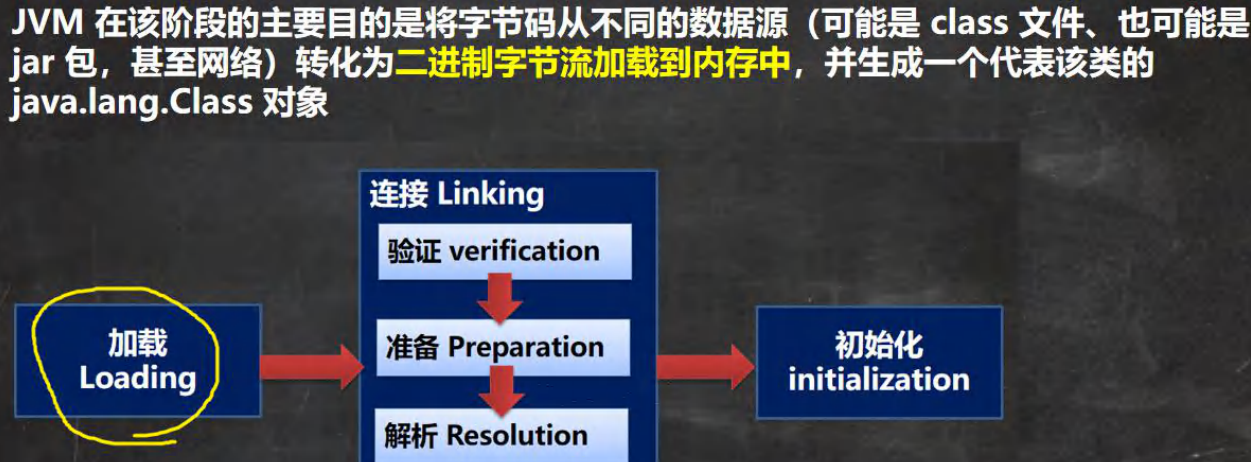 JVM 在该阶段的主要目的是将字节码从不同的数据源（可能是 class 文件、也可能是
jar 包，甚至网络）转化为二进制字节流加载到内存中，并生成一个代表该类的
java.lang.Class 对象
连接 Linking
验证 verification
准备 Preparation
解析 Resolution
加载
Loading
初始化
initialization